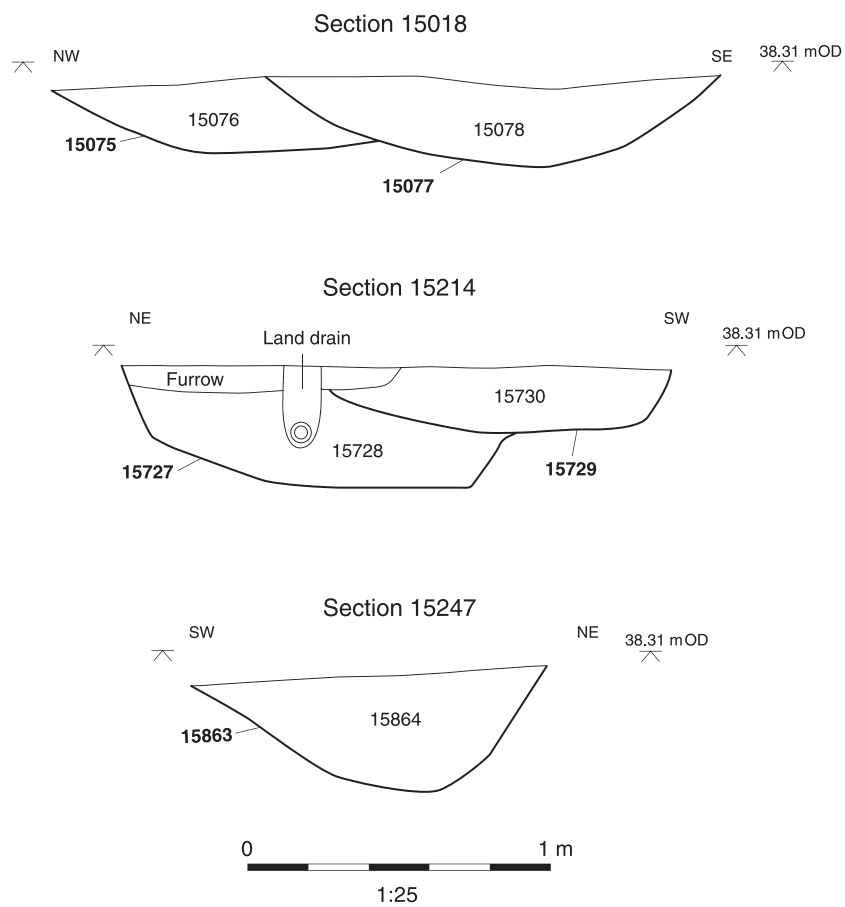 Section 15018
NW
SE
38.31 mOD
15076
15078
15075
15077
Section 15214
NE
SW
38.31 mOD
Land drain
Furrow
15730
15728
15727
15729
Section 15247
SW
NE
38.31 mOD
15864
15863
0
1 m
1:25